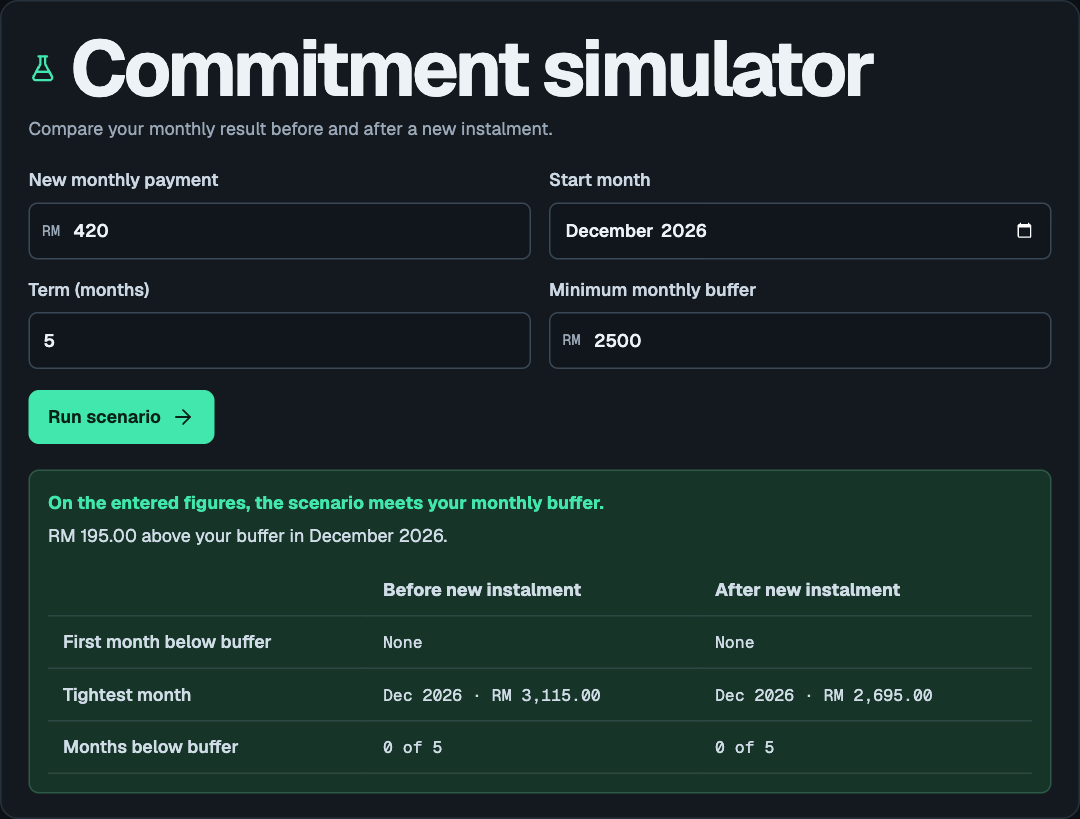 Commitment simulator
Compare your monthly result before and after a new instalment.
New monthly payment
Start month
RM 420
December 2026
Term (months)
Minimum monthly buffer
5
RM 2500
Run scenario →
On the entered figures, the scenario meets your monthly buffer.
RM 195.00 above your buffer in December 2026.
Before new instalment After new instalment
First month below buffer None None
Tightest month Dec 2026 · RM 3,115.00 Dec 2026 · RM 2,695.00
Months below buffer 0 of 5 0 of 5